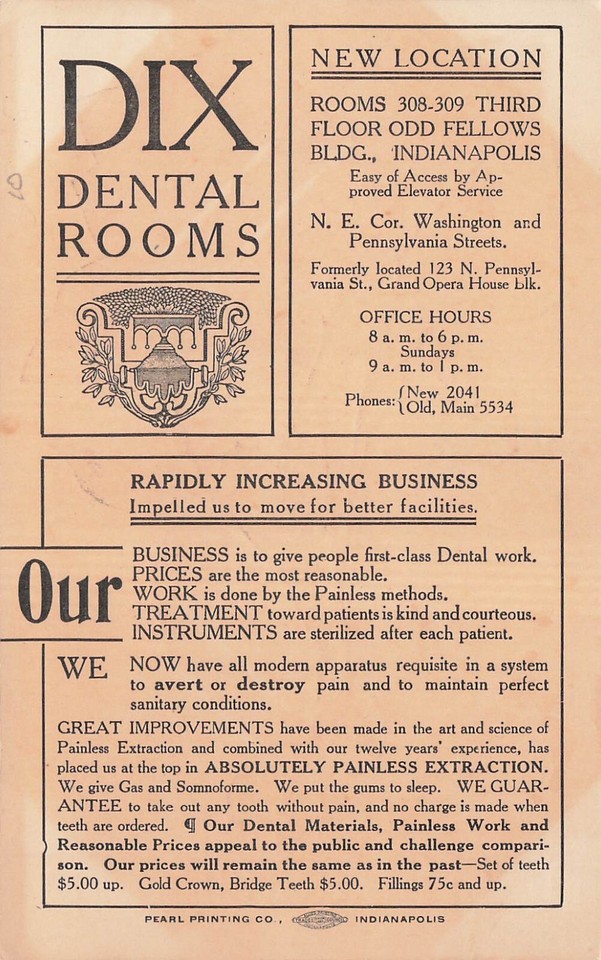 DIX
DENTAL
ROOMS
NEW LOCATION
ROOMS 308-309 THIRD
FLOOR ODD FELLOWS
BLDG., INDIANAPOLIS
Easy of Access by Ap-
proved Elevator Service
N. E. Cor. Washington and
Pennsylvania Streets.
Formerly located 123 N. Pennsyl-
vania St., Grand Opera House blk.
OFFICE HOURS
8 a. m. to 6 p. m.
Sundays
9 a. m. to 1 p. m.
Phones: {New 2041
Old, Main 5534
RAPIDLY INCREASING BUSINESS
Impelled us to move for better facilities.
Our
BUSINESS is to give people first-class Dental work.
PRICES are the most reasonable.
WORK is done by the Painless methods.
TREATMENT toward patients is kind and courteous.
INSTRUMENTS are sterilized after each patient.
WE NOW have all modern apparatus requisite in a system
to avert or destroy pain and to maintain perfect
sanitary conditions.
GREAT IMPROVEMENTS have been made in the art and science of
Painless Extraction and combined with our twelve years' experience, has
placed us at the top in ABSOLUTELY PAINLESS EXTRACTION.
We give Gas and Somnoforme. We put the gums to sleep. WE GUAR-
ANTEE to take out any tooth without pain, and no charge is made when
teeth are ordered. ¶ Our Dental Materials, Painless Work and
Reasonable Prices appeal to the public and challenge compari-
son. Our prices will remain the same as in the past—Set of teeth
$5.00 up. Gold Crown, Bridge Teeth $5.00. Fillings 75c and up.
PEARL PRINTING CO., INDIANAPOLIS